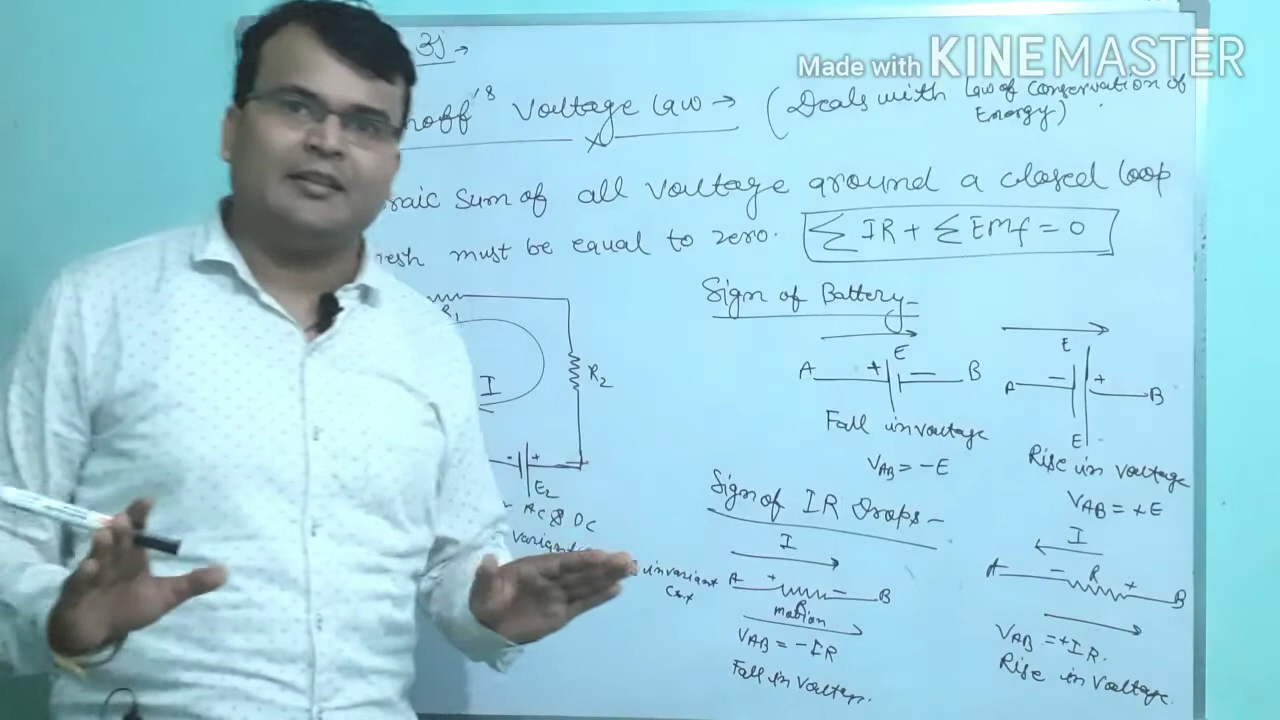 Made with KINEMASTER
hoff's Voltage law → (Deals with Law of Conservation of Energy)
raic sum of all voltage around a closed loop
mesh must be equal to zero. ∑ IR + ∑ Emf = 0
Sign of Battery -
R1
R2
I
- +
E2
AC & DC
invariant
E
A + - B
Fall in voltage
VAB = -E
E
A - + B
E
Rise in voltage
VAB = +E
Sign of IR Drops -
I
A + - B
R
motion
VAB = -IR
Fall in
I
A - R + B
VAB = +IR.
Rise in voltage